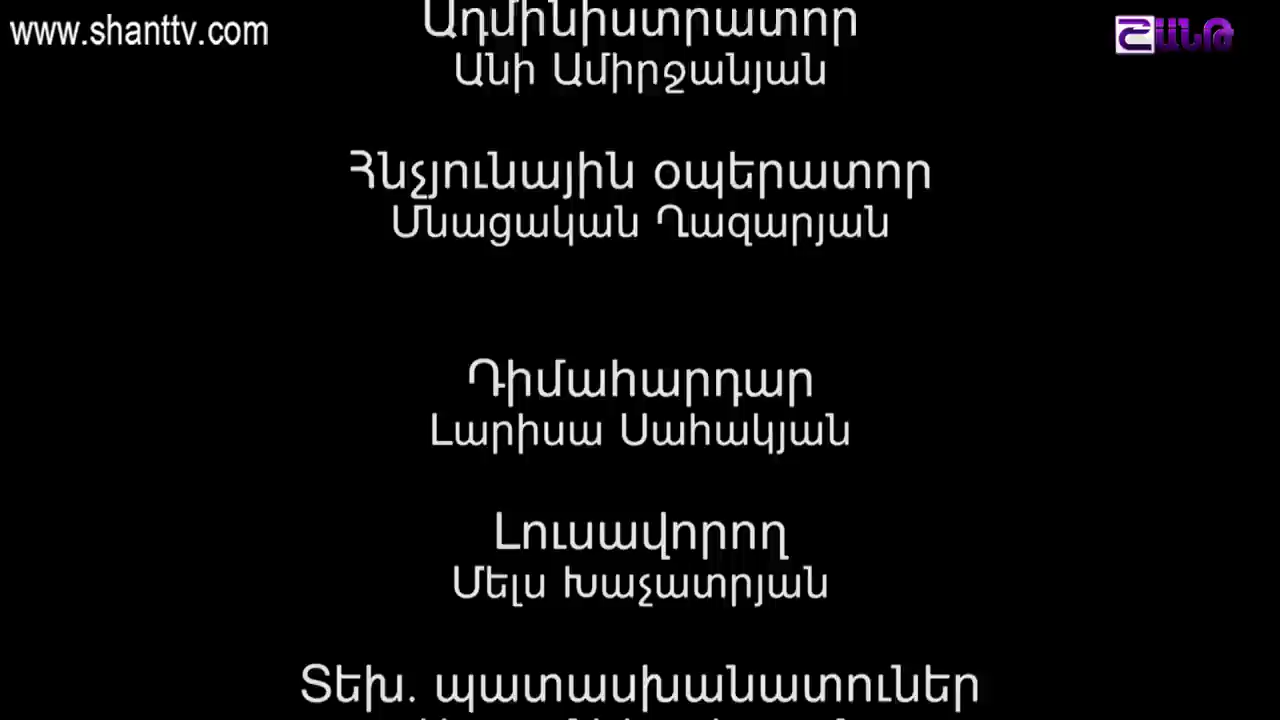 www.shanttv.com
ՇԱՆԹ
Ադմինիստրատոր
Անի Ամիրջանյան
Հնչյունային օպերատոր
Մնացական Ղազարյան
Դիմահարդար
Լարիսա Սահակյան
Լուսավորող
Մելս Խաչատրյան
Տեխ. պատասխանատուներ